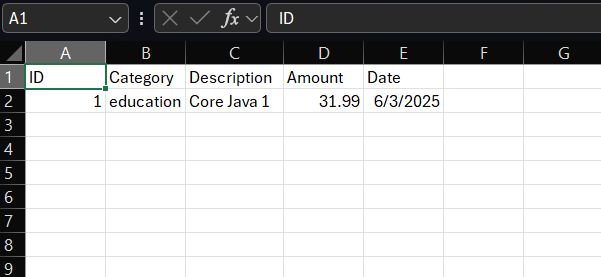 A1 fx ID
A B C D E F G
1 ID Category Description Amount Date
2 1 education Core Java 1 31.99 6/3/2025
3
4
5
6
7
8
9